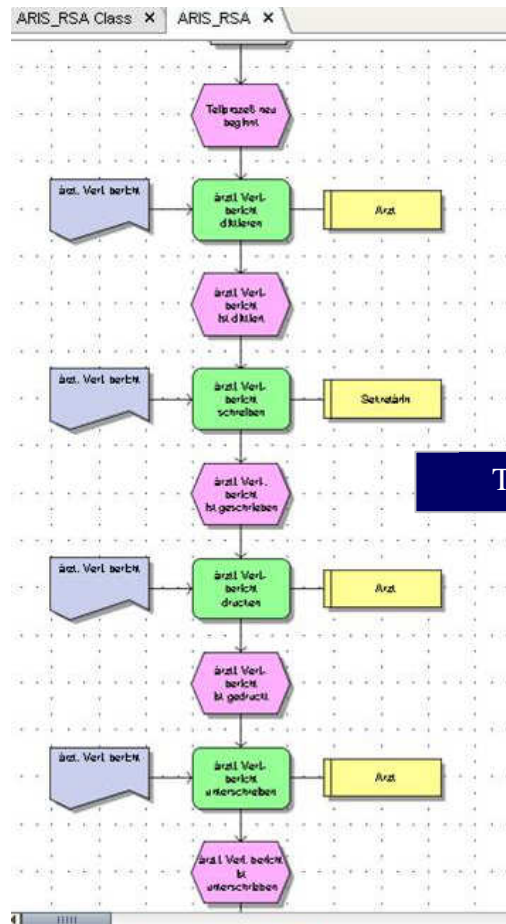 ARIS_RSA Class × ARIS_RSA ×
Teilprozeß neu
beginnt
ärztl. Verl. bericht
ärztl. Verl.-
bericht
diktieren
Arzt
ärztl. Verl.-
bericht
ist diktiert
ärztl. Verl. bericht
ärztl. Verl.-
bericht
schreiben
Sekretärin
ärztl. Verl.-
bericht
ist geschrieben
T
ärztl. Verl. bericht
ärztl. Verl.-
bericht
drucken
Arzt
ärztl. Verl.-
bericht
ist gedruckt
ärztl. Verl. bericht
ärztl. Verl.-
bericht
unterschreiben
Arzt
ärztl. Verl. bericht
ist
unterschrieben